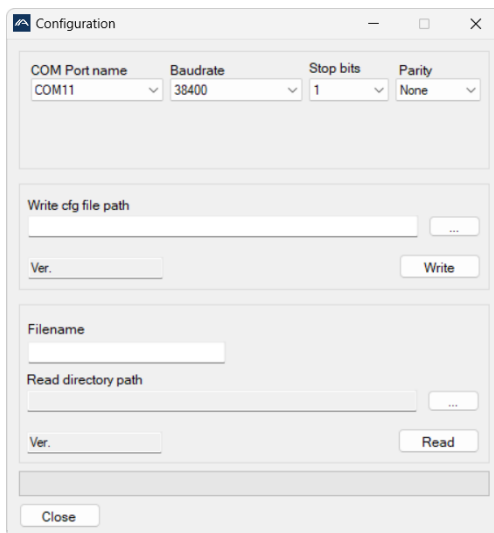 Configuration
COM Port name Baudrate Stop bits Parity
COM11 38400 1 None
Write cfg file path
...
Ver. Write
Filename
Read directory path
...
Ver. Read
Close